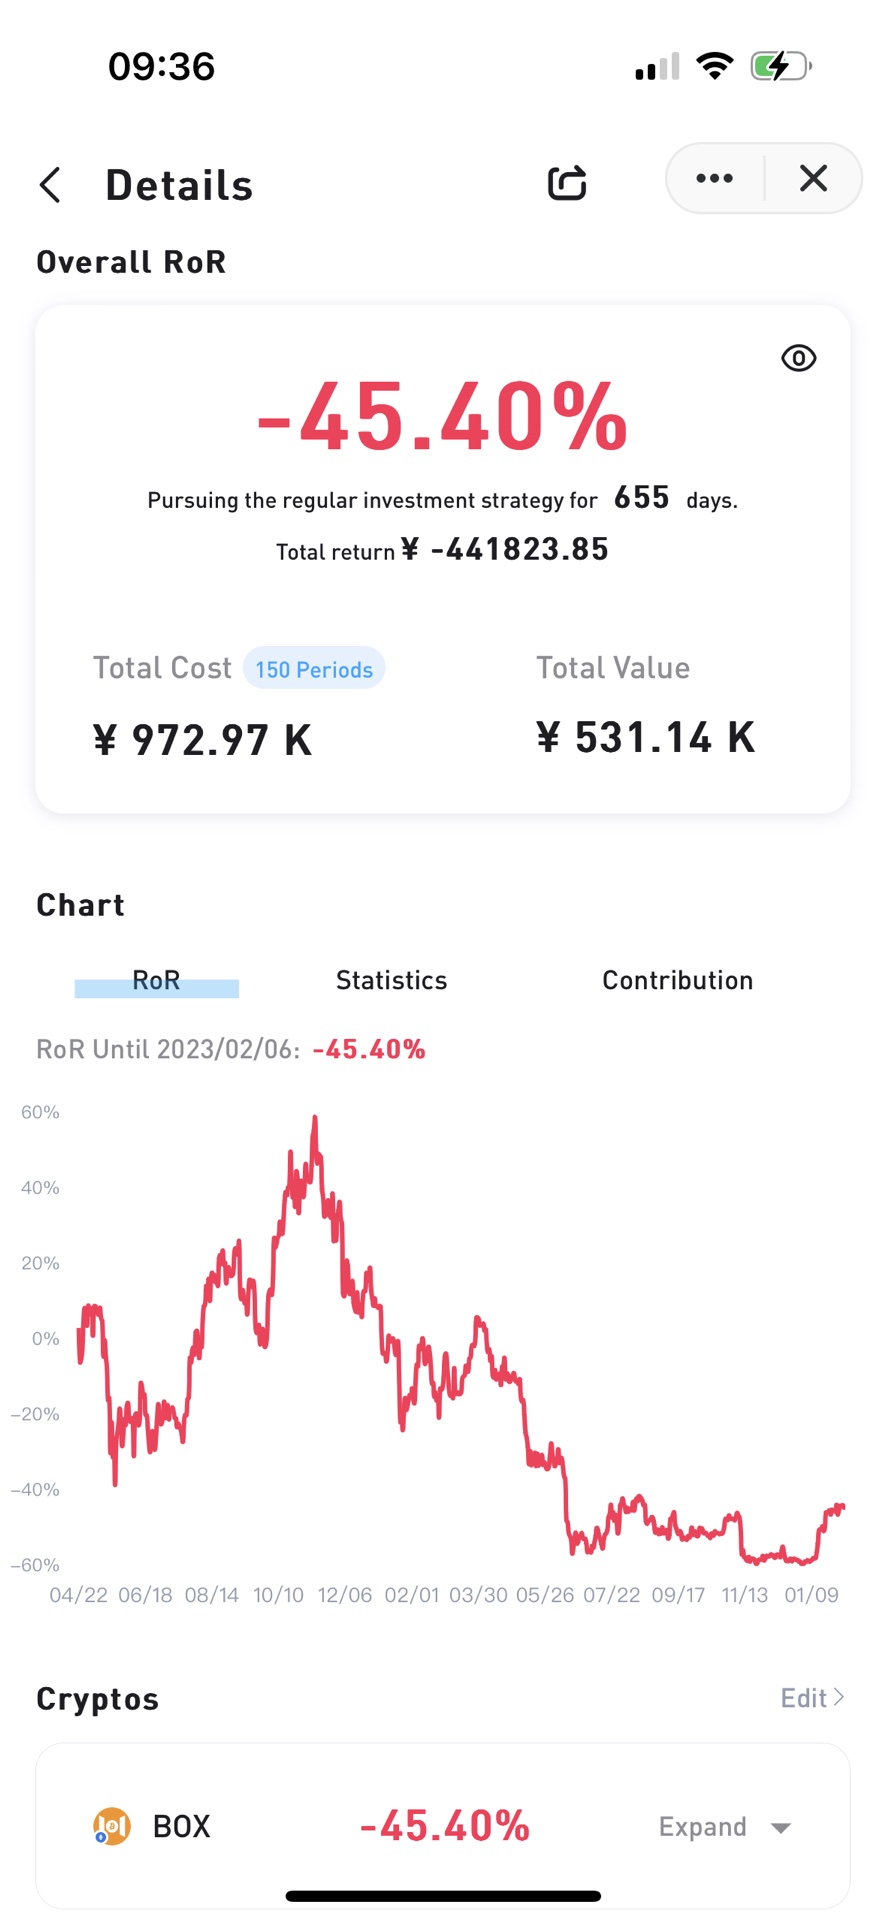 09:36
Details
Overall RoR
-45.40%
Pursuing the regular investment strategy for 655 days.
Total return ¥ -441823.85
Total Cost 150 Periods Total Value
¥ 972.97 K ¥ 531.14 K
Chart
RoR Statistics Contribution
RoR Until 2023/02/06: -45.40%
60%
40%
20%
0%
-20%
-40%
-60%
04/22 06/18 08/14 10/10 12/06 02/01 03/30 05/26 07/22 09/17 11/13 01/09
Cryptos Edit
BOX -45.40% Expand